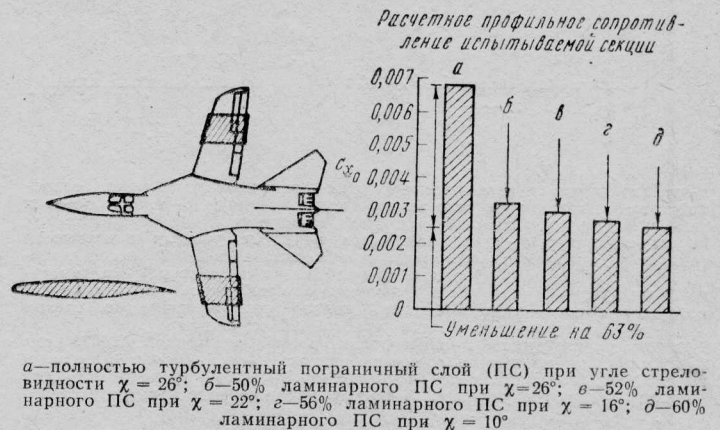 Расчетное профильное сопротив-
ление испытываемой секции
0,007
0,006
0,005
0,004
0,003
0,002
0,001
0
Cx₀
а
б
в
г
д
Уменьшение на 63%
а—полностью турбулентный пограничный слой (ПС) при угле стрело-
видности χ = 26°; б—50% ламинарного ПС при χ=26°; в—52% лами-
нарного ПС при χ = 22°; г—56% ламинарного ПС при χ = 16°; д—60%
ламинарного ПС при χ = 10°